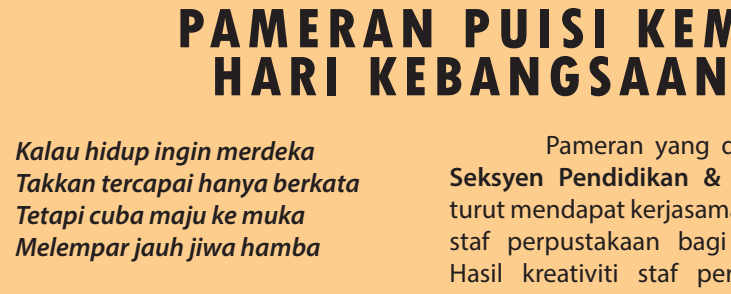 PAMERAN PUISI KEM
HARI KEBANGSAAN
Kalau hidup ingin merdeka
Takkan tercapai hanya berkata
Tetapi cuba maju ke muka
Melempar jauh jiwa hamba
Pameran yang
Seksyen Pendidikan &
turut mendapat kerjasama
staf perpustakaan bagi
Hasil kreativiti staf per